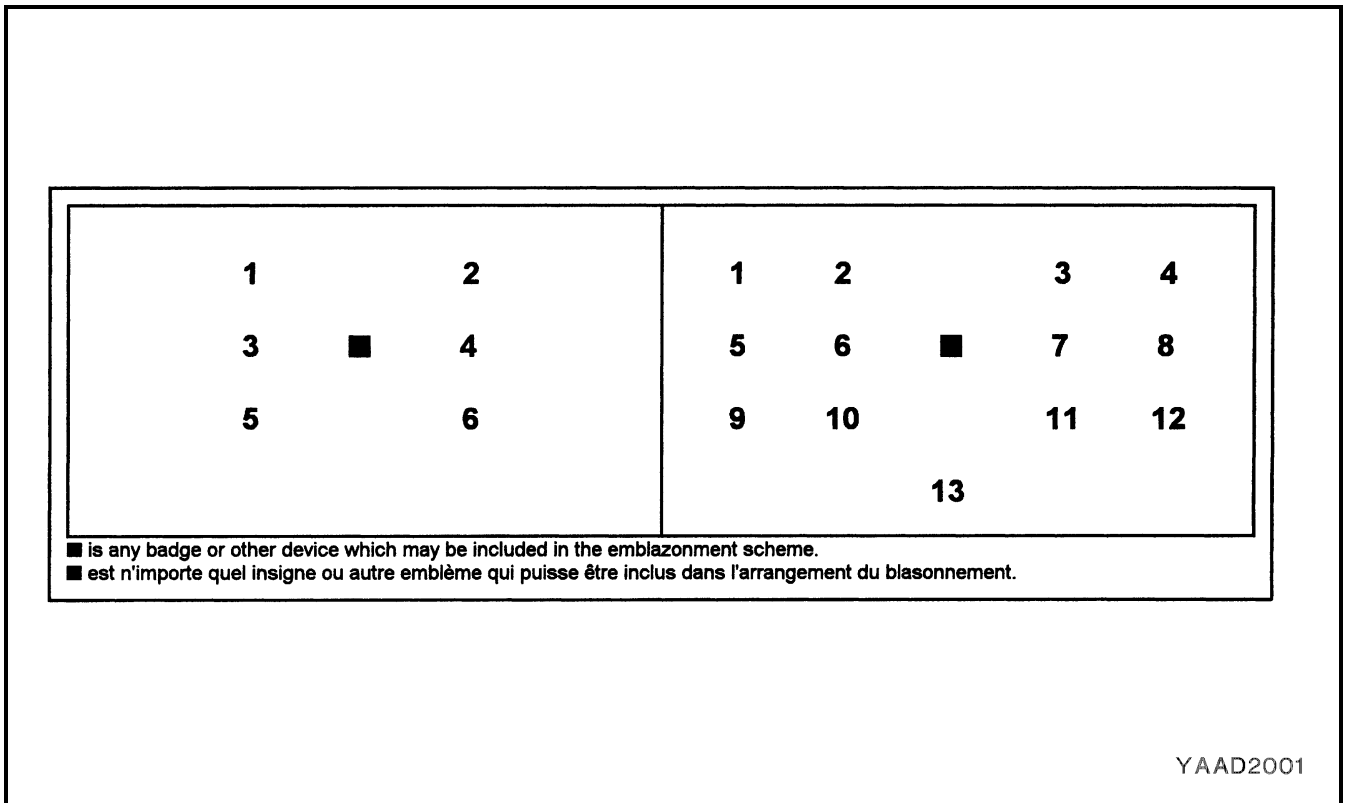 1 2
3 ■ 4
5 6
1 2 3 4
5 6 ■ 7 8
9 10 11 12
13
■ is any badge or other device which may be included in the emblazonment scheme.
■ est n'importe quel insigne ou autre emblème qui puisse être inclus dans l'arrangement du blasonnement.
YAAD2001